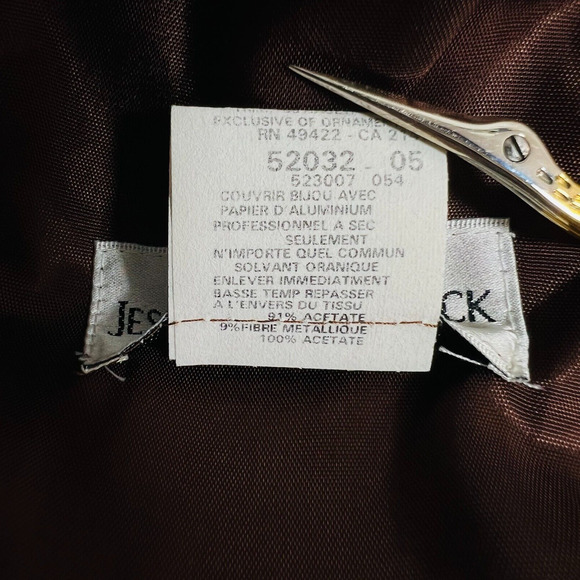 EXCLUSIVE OF
RN 49422 - CA
52032 05
523007 054
COUVRIR BIJOU AVEC
PAPIER D'ALUMINIUM
PROFESSIONNEL A SEC
SEULEMENT
N'IMPORTE QUEL COMMUN
SOLVANT ORANIQUE
ENLEVER IMMEDIATMENT
BASSE TEMP REPASSER
A L'ENVERS DU TISSU
91% ACETATE
9%FIBRE METALLIQUE
100% ACETATE
JES CK